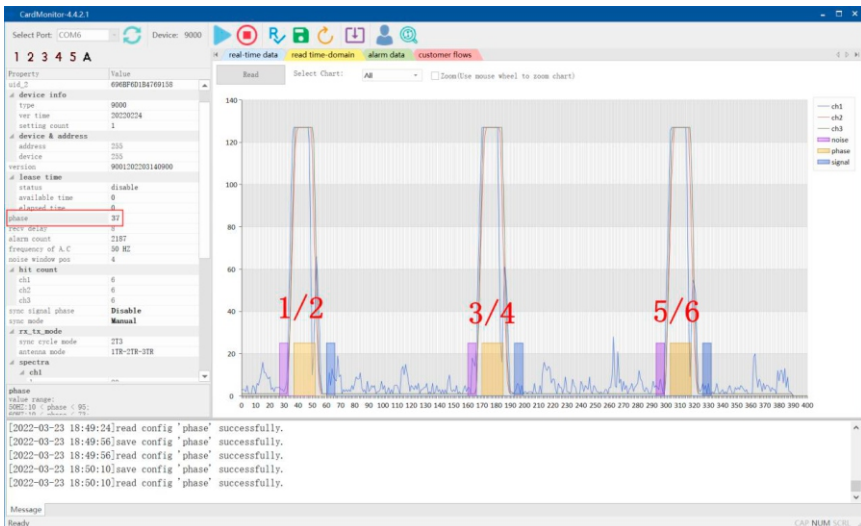 CardMonitor-4.4.2.1
Select Port: COM6 Device: 9000
1 2 3 4 5 A
real-time data read time-domain alarm data customer flows
Property Value
uid_2 696BF6D1B4769158
device info
type 9000
ver time 20220224
setting count 1
device & address
address 255
device 255
version 9001202203140900
lease time
status disable
available time 0
elapsed time 0
phase 37
recv delay 8
alarm count 2187
frequency of A.C 50 HZ
noise window pos 4
hit count
ch1 6
ch2 6
ch3 6
sync signal phase Disable
sync mode Manual
rx_tx_mode
sync cycle mode 2T3
antenna mode 1TR-2TR-3TR
spectra
ch1
phase
value range:
50HZ:10 < phase < 95;
Read Select Chart: All Zoom(Use mouse wheel to zoom chart)
140
120
100
80
60
40
20
0
1/2 3/4 5/6
0 10 20 30 40 50 60 70 80 90 100 110 120 130 140 150 160 170 180 190 200 210 220 230 240 250 260 270 280 290 300 310 320 330 340 350 360 370 380 390 400
ch1
ch2
ch3
noise
phase
signal
[2022-03-23 18:49:24]read config 'phase' successfully.
[2022-03-23 18:49:56]save config 'phase' successfully.
[2022-03-23 18:49:56]read config 'phase' successfully.
[2022-03-23 18:50:10]save config 'phase' successfully.
[2022-03-23 18:50:10]read config 'phase' successfully.
Message
Ready CAP NUM SCRL